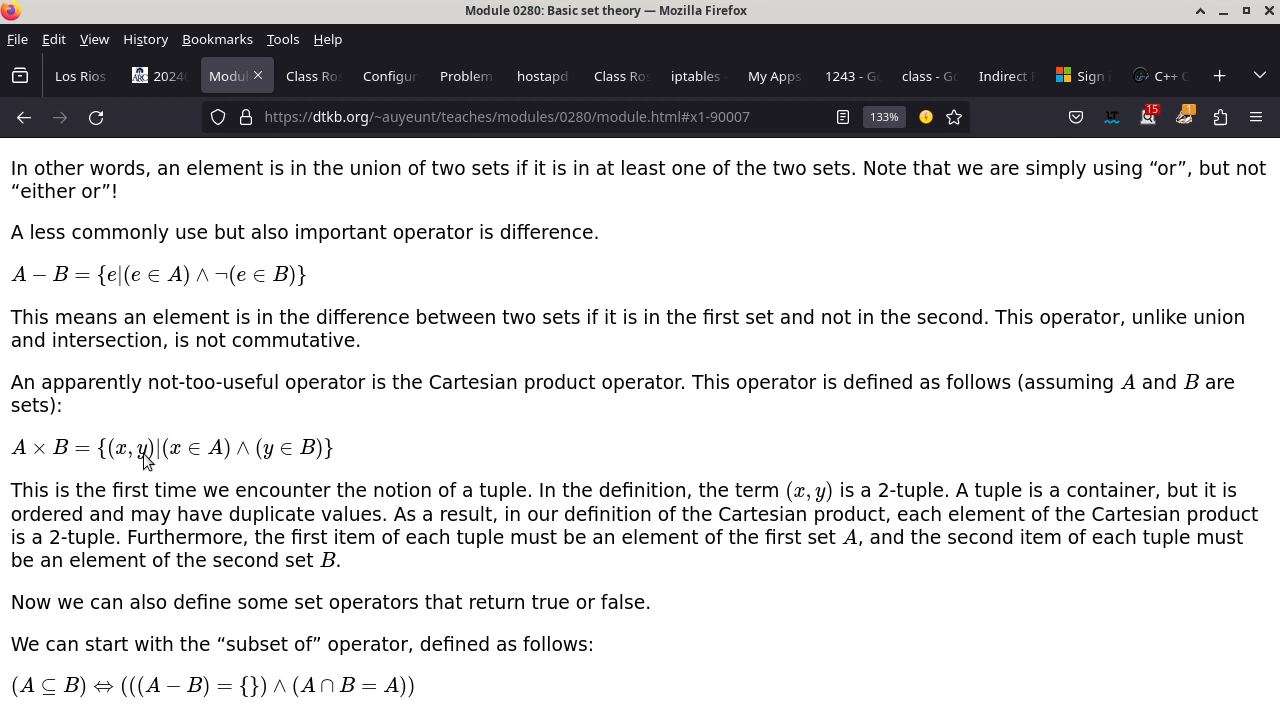 Module 0280: Basic set theory — Mozilla Firefox
File Edit View History Bookmarks Tools Help
Los Rios 2024 Modul Class Ro Configur Problem hostapd Class Ro iptables My Apps 1243 - G class - G Indirect Sign i C++ C
https://dtkb.org/~auyeunt/teaches/modules/0280/module.html#x1-90007 133% 15 1
In other words, an element is in the union of two sets if it is in at least one of the two sets. Note that we are simply using “or”, but not
“either or”!
A less commonly use but also important operator is difference.
A − B = {e|(e ∈ A) ∧ ¬(e ∈ B)}
This means an element is in the difference between two sets if it is in the first set and not in the second. This operator, unlike union
and intersection, is not commutative.
An apparently not-too-useful operator is the Cartesian product operator. This operator is defined as follows (assuming A and B are
sets):
A × B = {(x, y)|(x ∈ A) ∧ (y ∈ B)}
This is the first time we encounter the notion of a tuple. In the definition, the term (x, y) is a 2-tuple. A tuple is a container, but it is
ordered and may have duplicate values. As a result, in our definition of the Cartesian product, each element of the Cartesian product
is a 2-tuple. Furthermore, the first item of each tuple must be an element of the first set A, and the second item of each tuple must
be an element of the second set B.
Now we can also define some set operators that return true or false.
We can start with the “subset of” operator, defined as follows:
(A ⊆ B) ⇔ (((A − B) = {}) ∧ (A ∩ B = A))